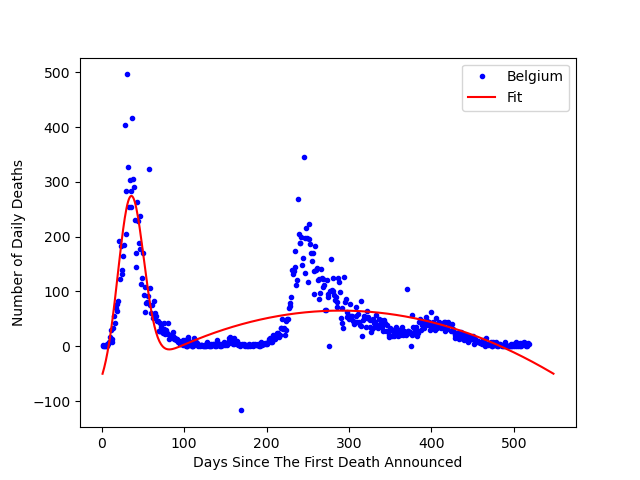 Belgium
Fit
500
400
300
200
100
0
−100
Number of Daily Deaths
0 100 200 300 400 500
Days Since The First Death Announced